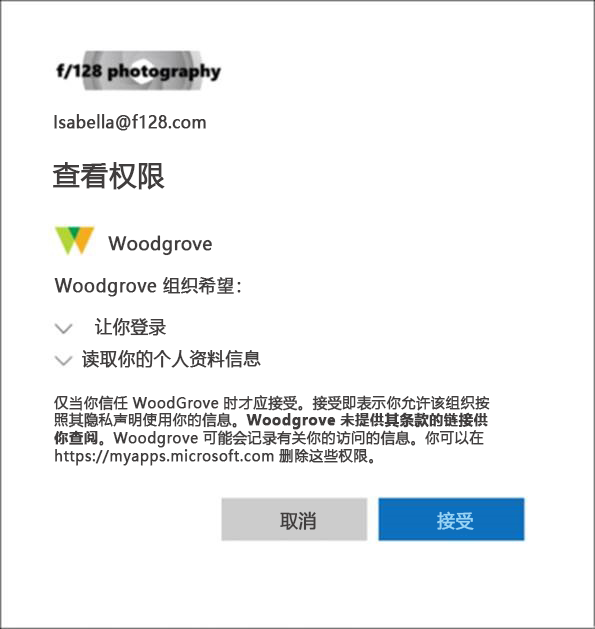 f/128 photography
Isabella@f128.com
查看权限
Woodgrove
Woodgrove 组织希望：
让你登录
读取你的个人资料信息
仅当你信任 WoodGrove 时才应接受。接受即表示你允许该组织按
照其隐私声明使用你的信息。Woodgrove 未提供其条款的链接供
你查阅。Woodgrove 可能会记录有关你的访问的信息。你可以在
https://myapps.microsoft.com 删除这些权限。
取消
接受